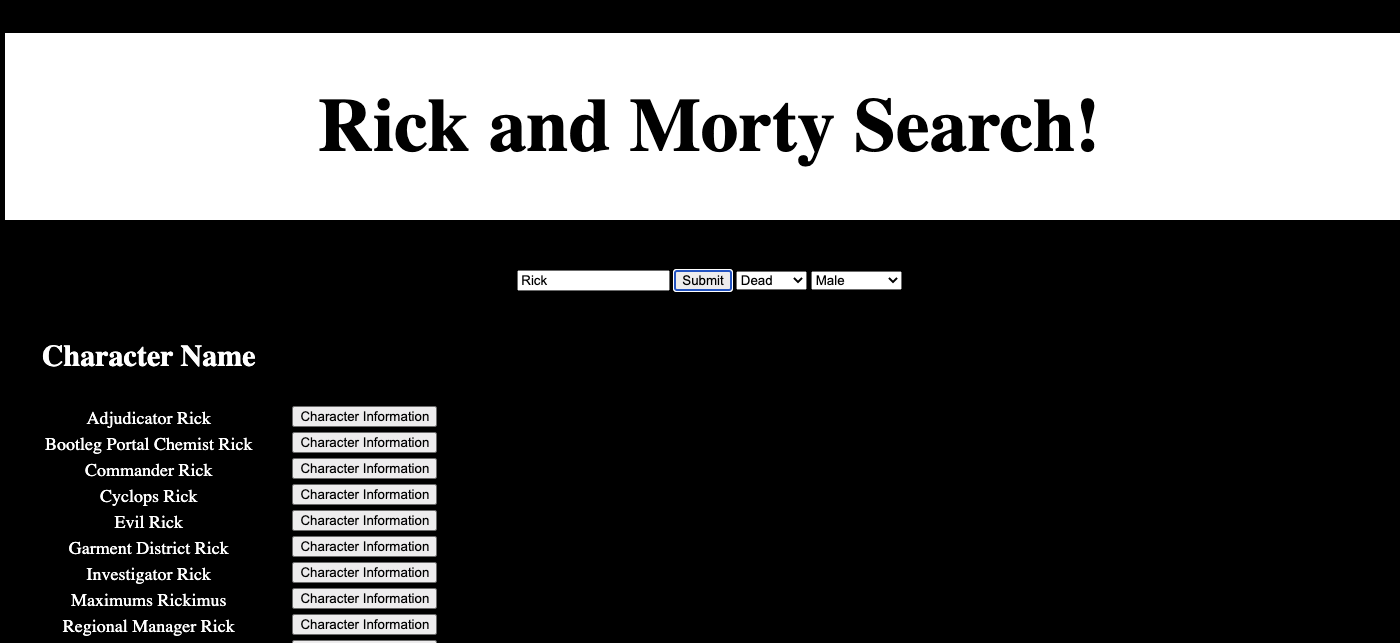 Rick and Morty Search!
Rick Submit Dead Male
Character Name
Adjudicator Rick Character Information
Bootleg Portal Chemist Rick Character Information
Commander Rick Character Information
Cyclops Rick Character Information
Evil Rick Character Information
Garment District Rick Character Information
Investigator Rick Character Information
Maximums Rickimus Character Information
Regional Manager Rick Character Information